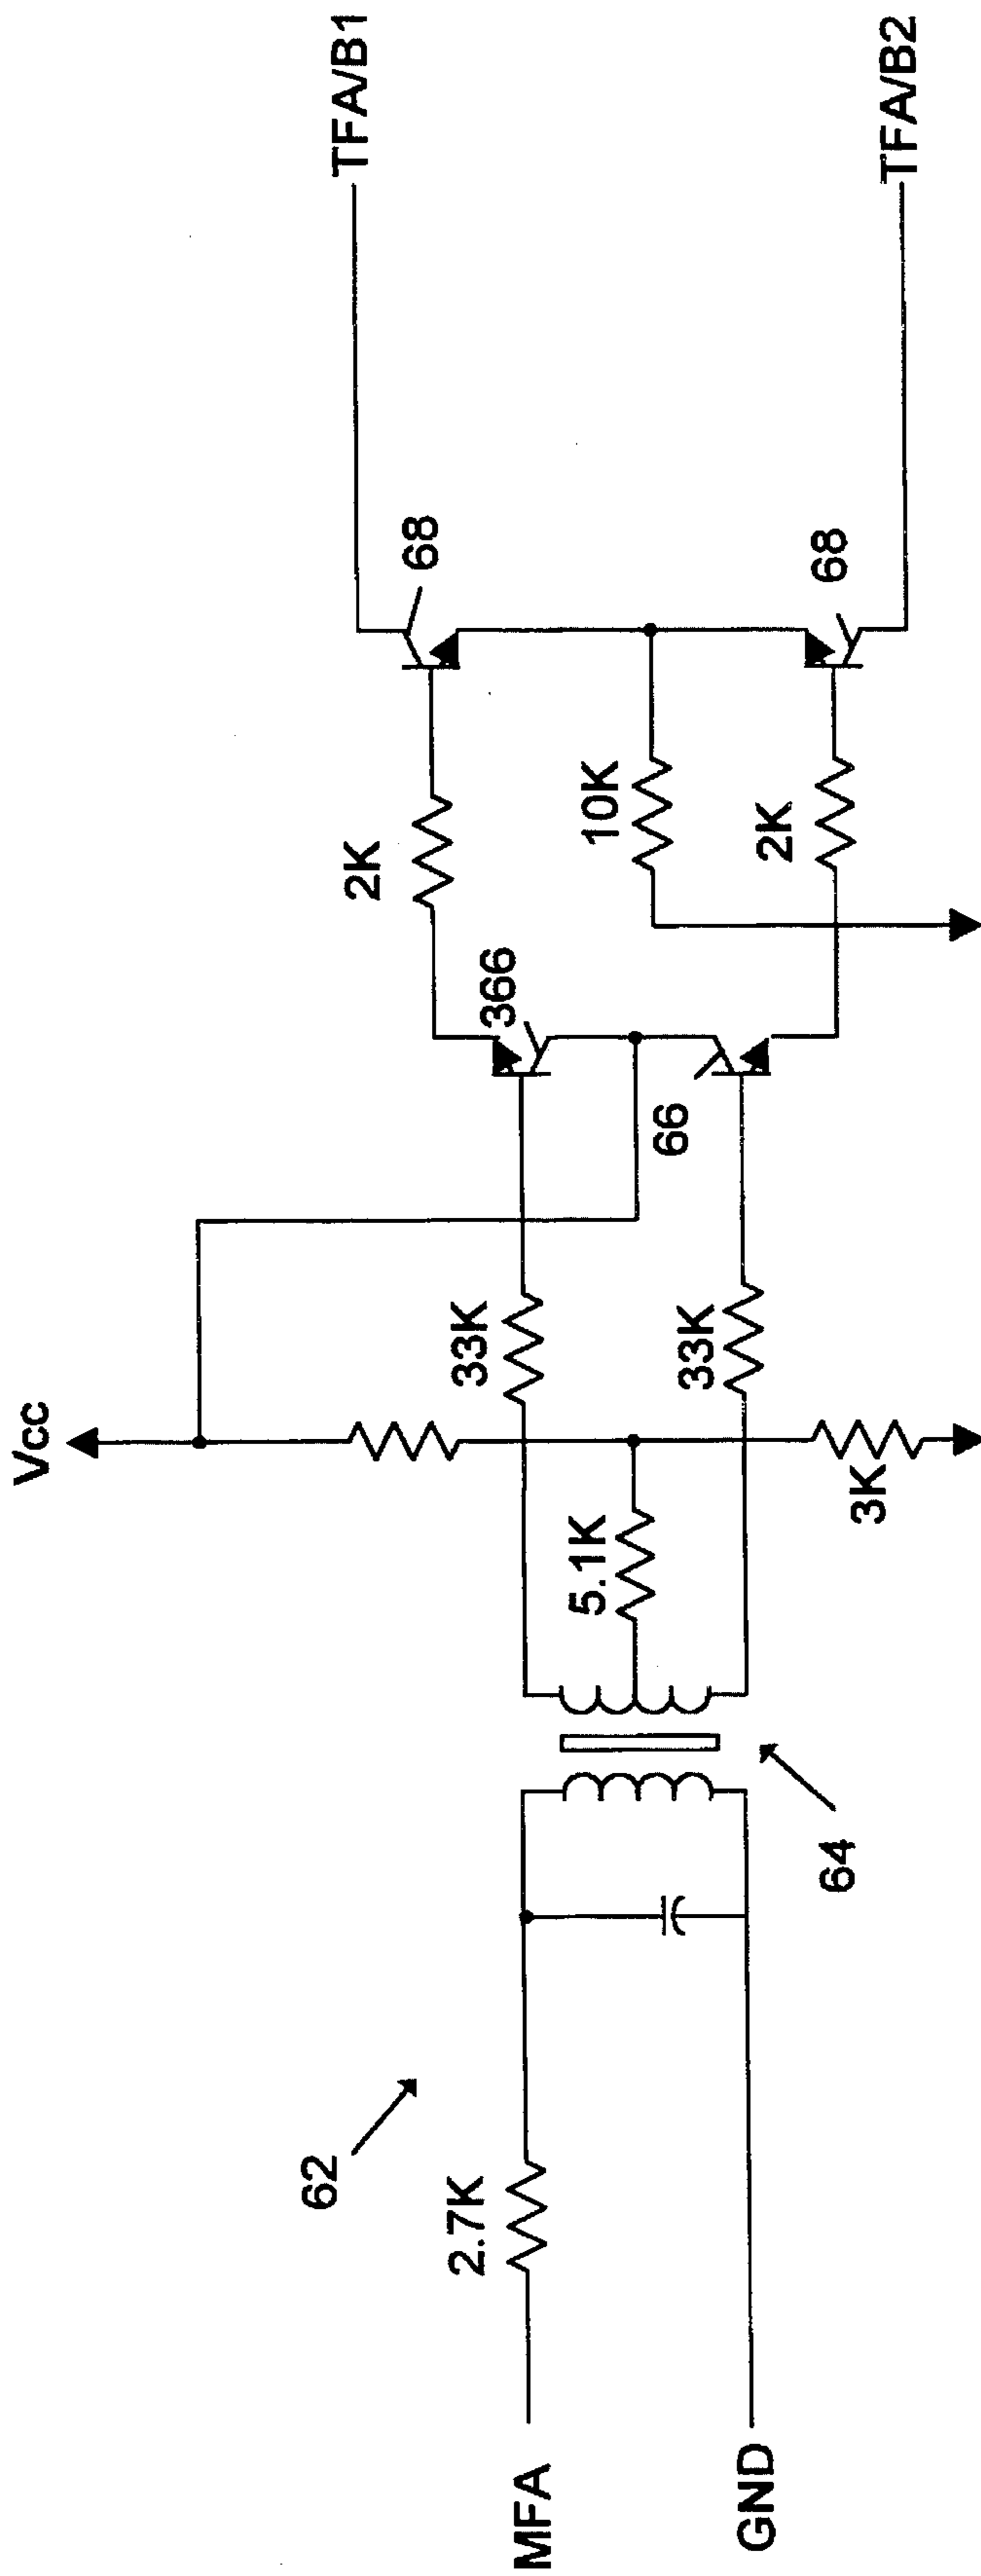 Vcc
TFA/B1
2K
68
366
33K
10K
5.1K
62
2.7K
MFA
66
33K
2K
68
TFA/B2
3K
64
GND